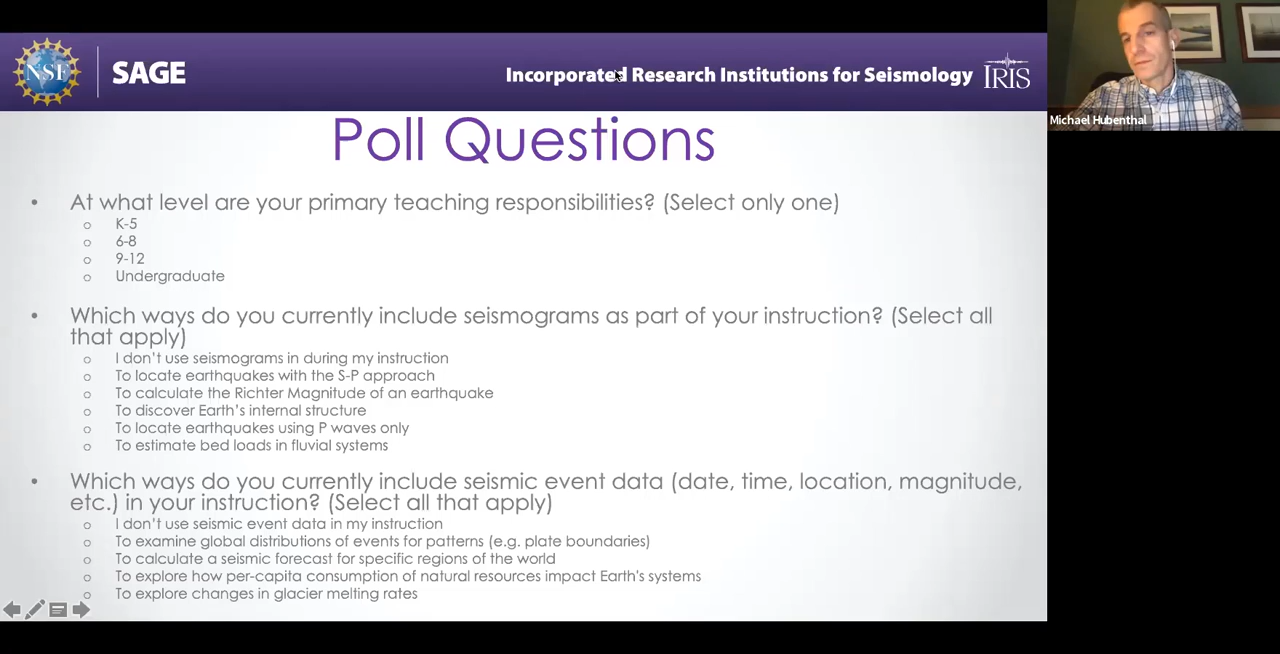 NSF
SAGE
Incorporated Research Institutions for Seismology
IRIS
Michael Hubenthal
Poll Questions
• At what level are your primary teaching responsibilities? (Select only one)
o K-5
o 6-8
o 9-12
o Undergraduate
• Which ways do you currently include seismograms as part of your instruction? (Select all
that apply)
o I don't use seismograms in during my instruction
o To locate earthquakes with the S-P approach
o To calculate the Richter Magnitude of an earthquake
o To discover Earth's internal structure
o To locate earthquakes using P waves only
o To estimate bed loads in fluvial systems
• Which ways do you currently include seismic event data (date, time, location, magnitude,
etc.) in your instruction? (Select all that apply)
o I don't use seismic event data in my instruction
o To examine global distributions of events for patterns (e.g. plate boundaries)
o To calculate a seismic forecast for specific regions of the world
o To explore how per-capita consumption of natural resources impact Earth's systems
o To explore changes in glacier melting rates